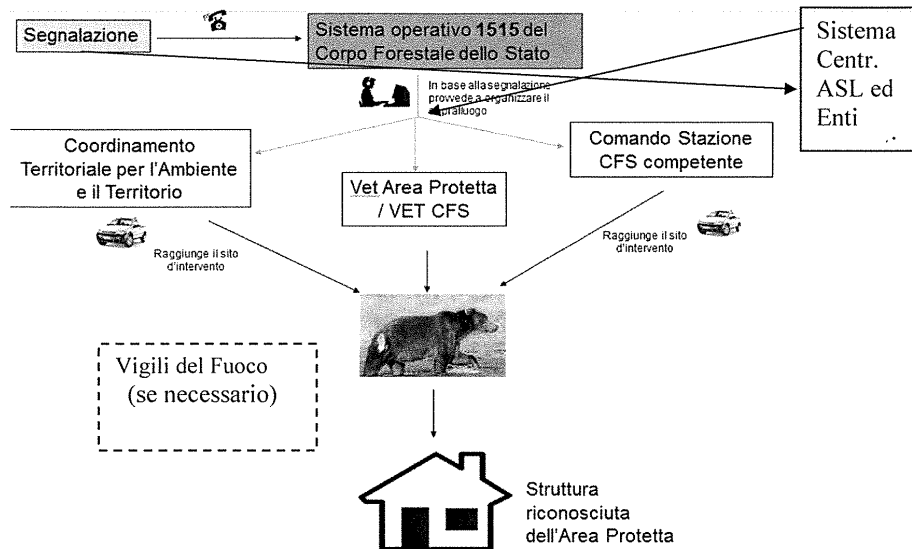 Segnalazione
Sistema operativo 1515 del
Corpo Forestale dello Stato
Sistema
Centr.
ASL ed
Enti
In base alla segnalazione
provvede a organizzare il
Coordinamento
Territoriale per l'Ambiente
e il Territorio
Vet Area Protetta
/ VET CFS
Comando Stazione
CFS competente
Raggiunge il sito
d'intervento
Raggiunge il sito
d'intervento
Vigili del Fuoco
(se necessario)
Struttura
riconosciuta
dell'Area Protetta